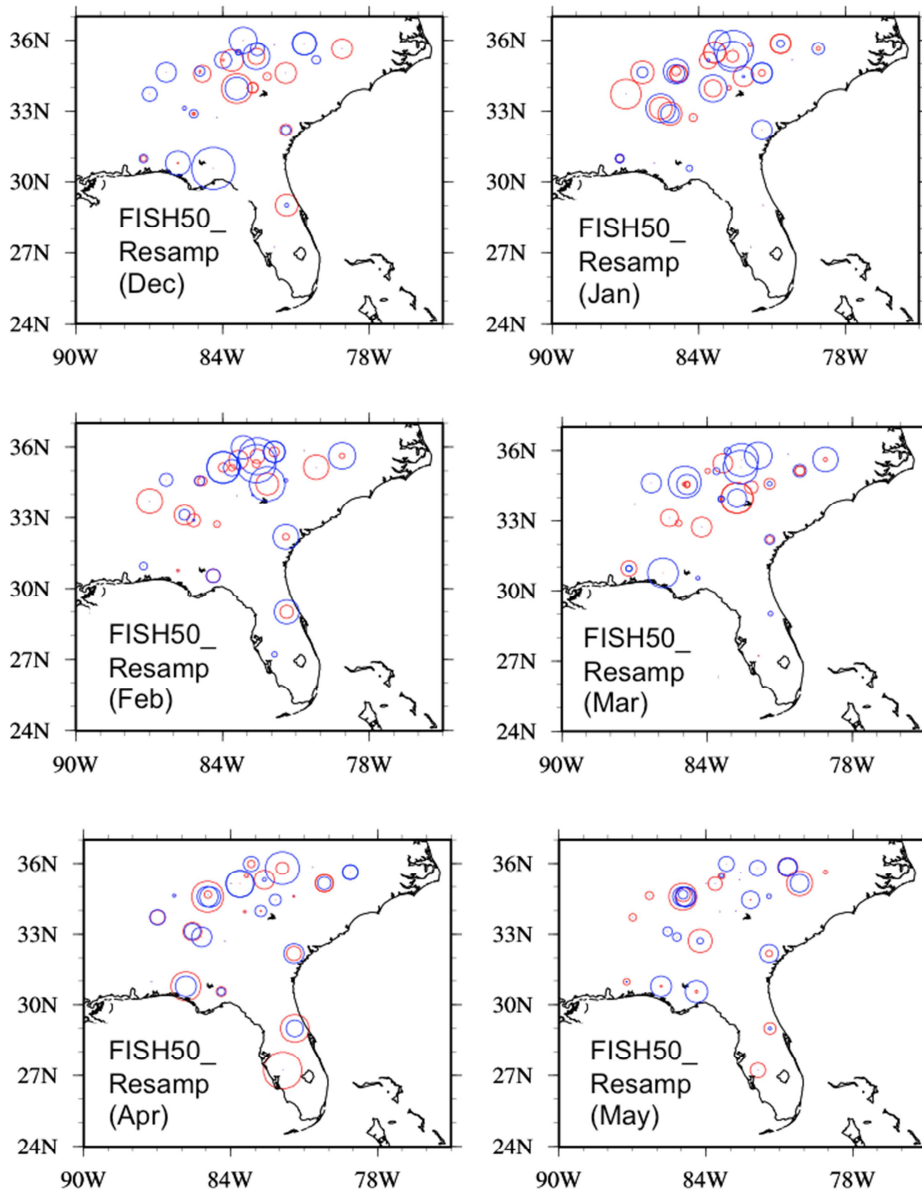 36N
33N
30N
27N
24N
FISH50_
Resamp
(Dec)
90W 84W 78W
36N
33N
30N
27N
24N
FISH50_
Resamp
(Jan)
90W 84W 78W
36N
33N
30N
27N
24N
FISH50_
Resamp
(Feb)
90W 84W 78W
36N
33N
30N
27N
24N
FISH50_
Resamp
(Mar)
90W 84W 78W
36N
33N
30N
27N
24N
FISH50_
Resamp
(Apr)
90W 84W 78W
36N
33N
30N
27N
24N
FISH50_
Resamp
(May)
90W 84W 78W